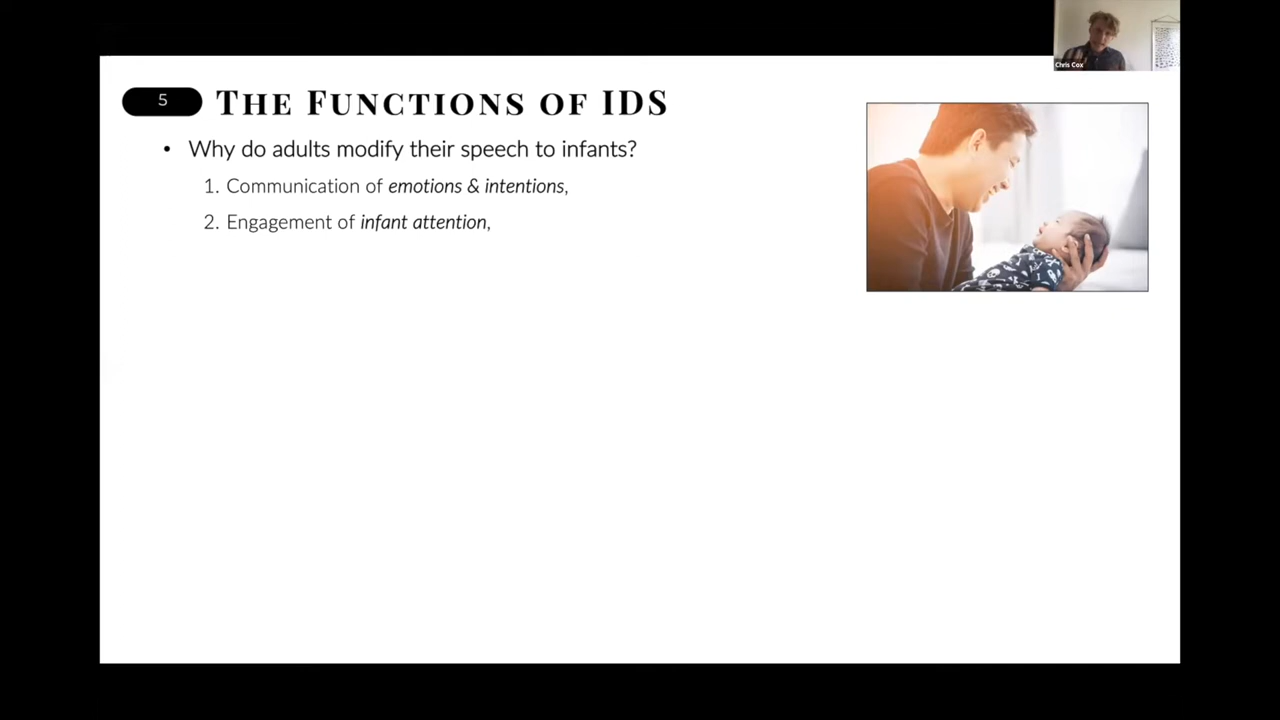 5 THE FUNCTIONS OF IDS
• Why do adults modify their speech to infants?
1. Communication of emotions & intentions,
2. Engagement of infant attention,
Chris Cox